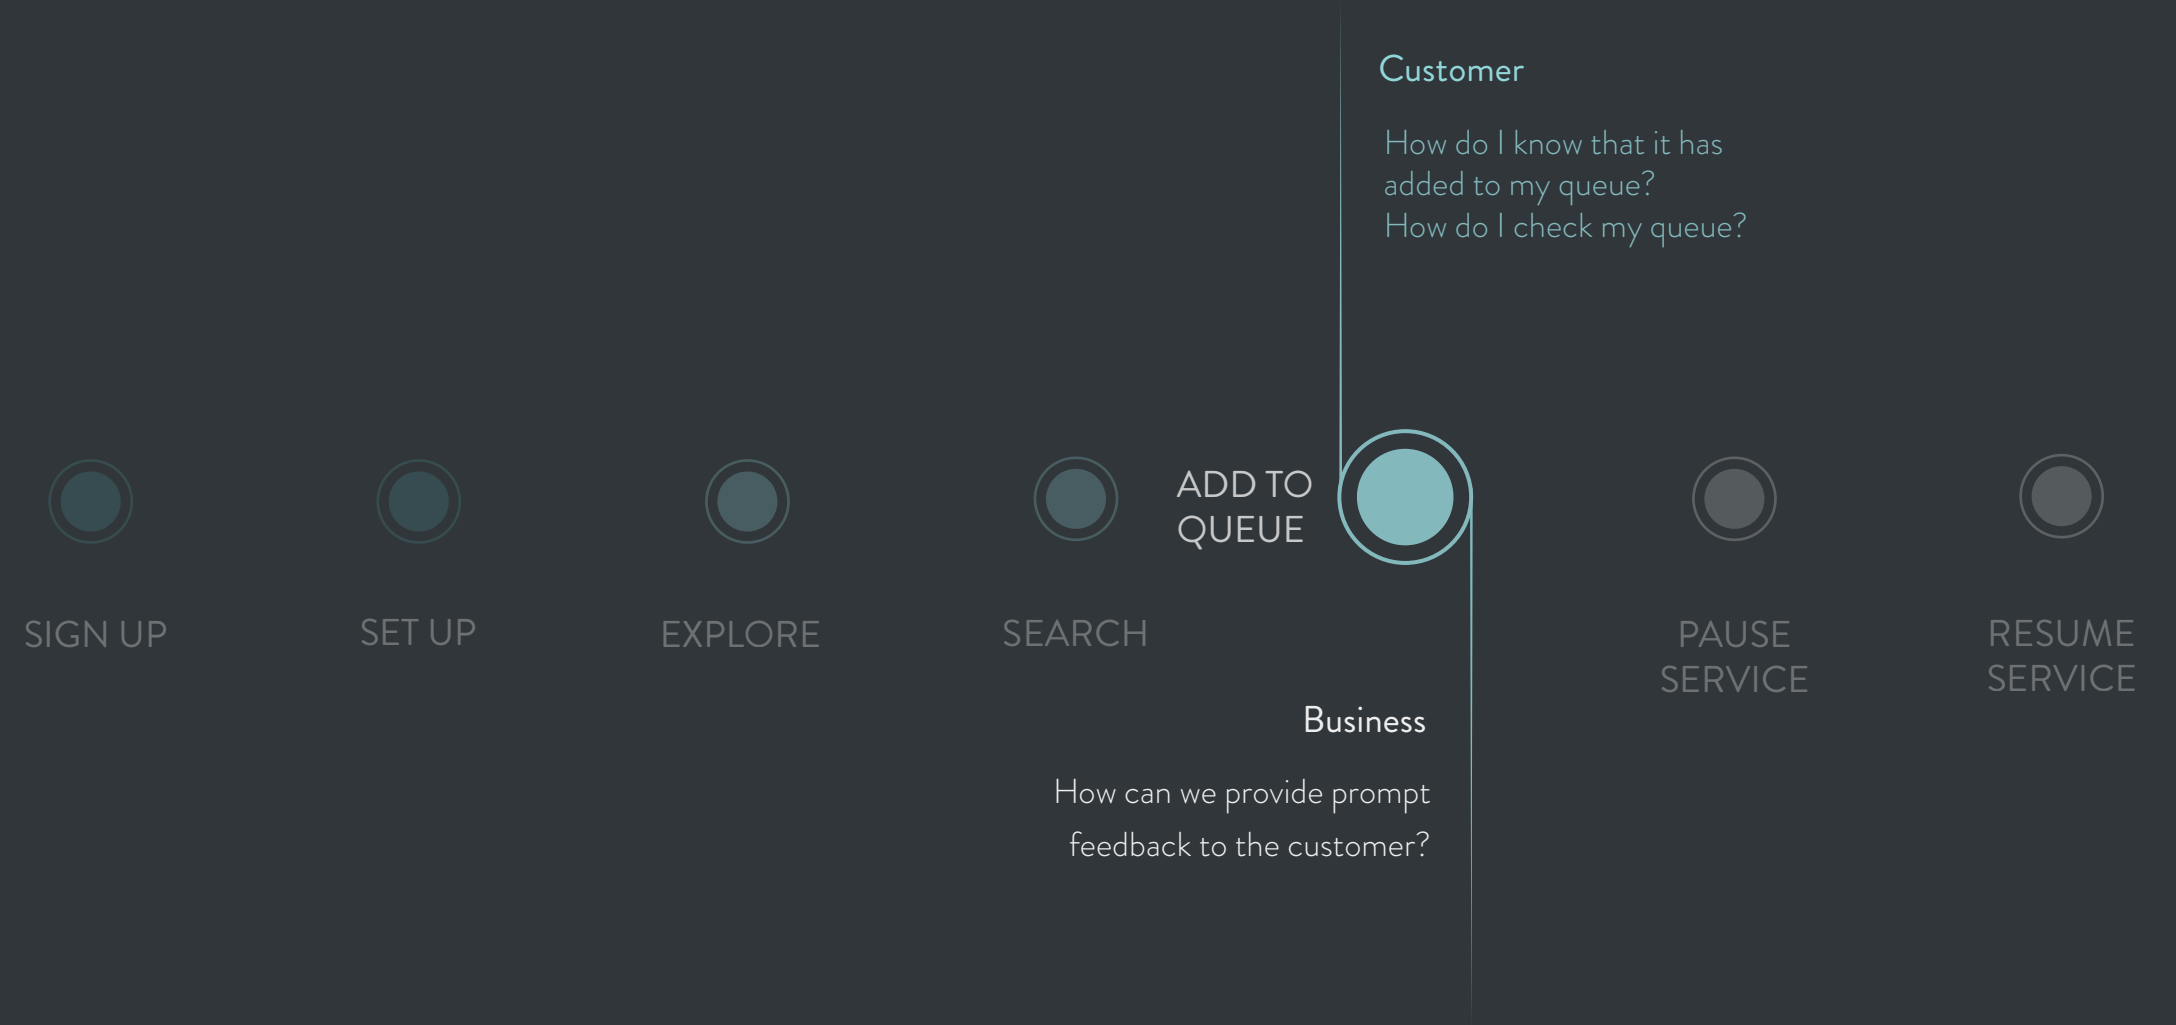 Customer
How do I know that it has
added to my queue?
How do I check my queue?
ADD TO
QUEUE
SIGN UP
SET UP
EXPLORE
SEARCH
PAUSE
SERVICE
RESUME
SERVICE
Business
How can we provide prompt
feedback to the customer?